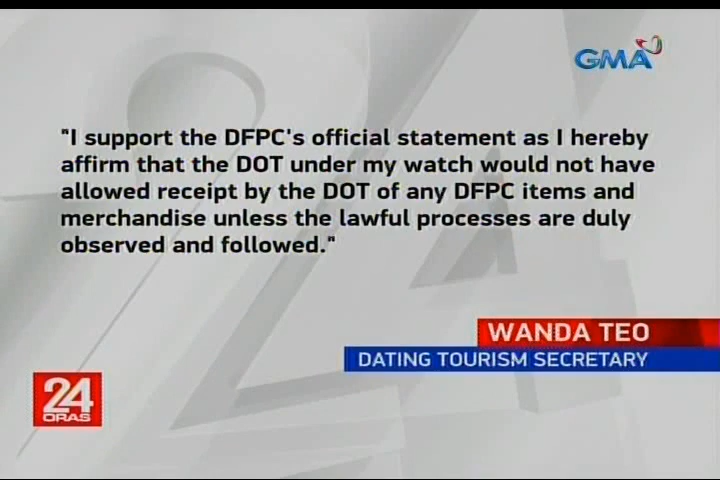 GMA
"I support the DFPC's official statement as I hereby
affirm that the DOT under my watch would not have
allowed receipt by the DOT of any DFPC items and
merchandise unless the lawful processes are duly
observed and followed."
WANDA TEO
DATING TOURISM SECRETARY
24
ORAS